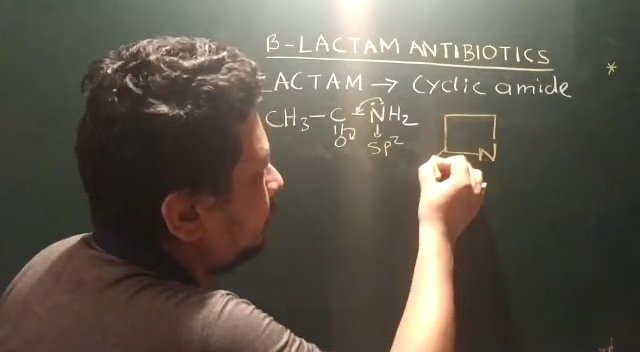 B-LACTAM ANTIBIOTICS
LACTAM → Cyclic amide *
CH3-C-NH2
O sp²
N